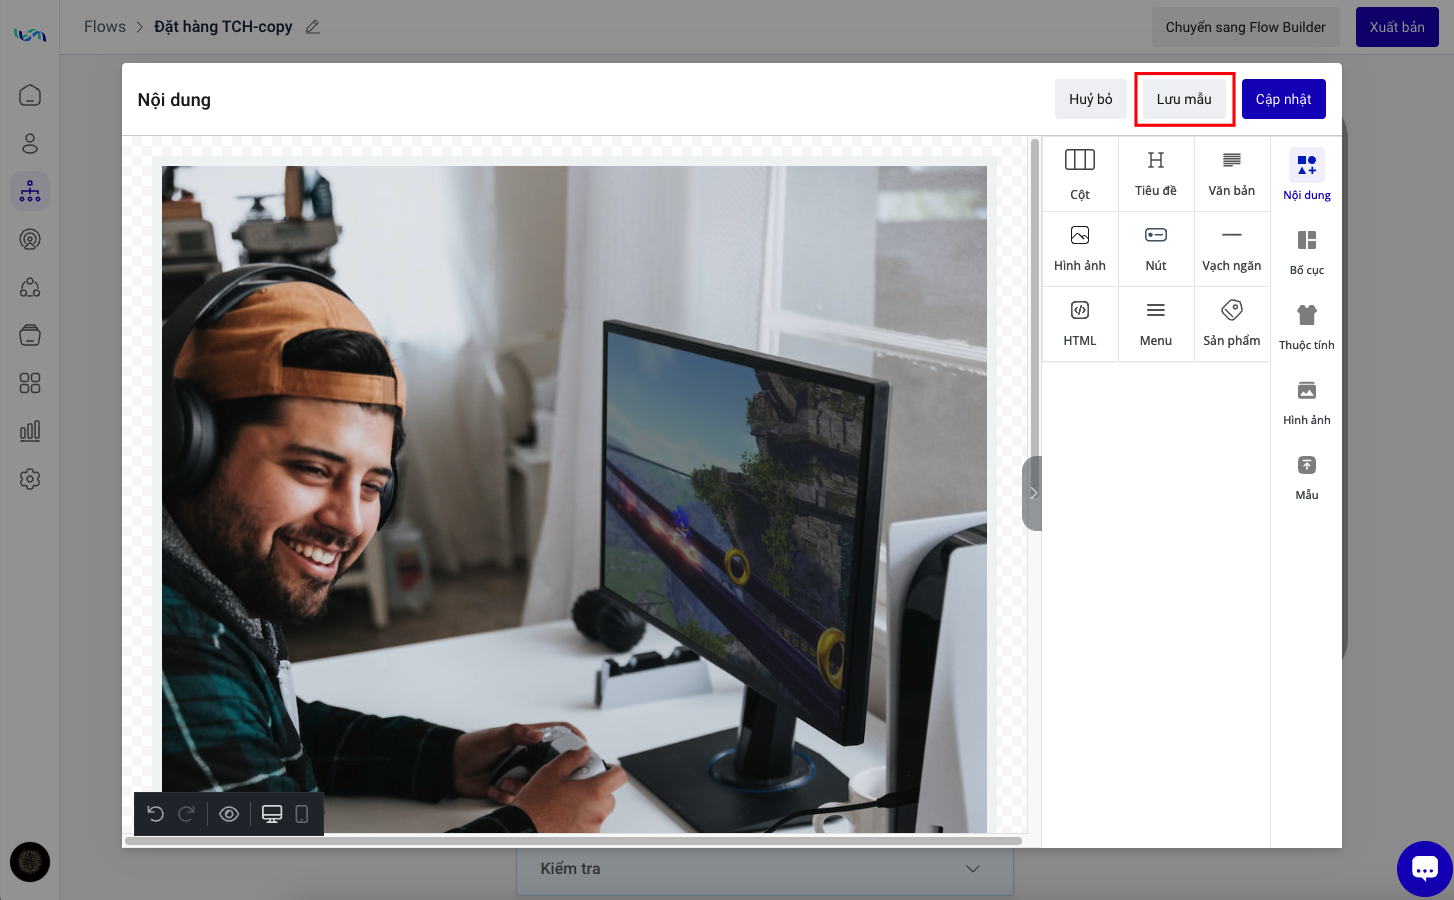 Flows > Đặt hàng TCH-copy
Chuyển sang Flow Builder
Xuất bản
Nội dung
Huỷ bỏ
Lưu mẫu
Cập nhật
Cột
Tiêu đề
Văn bản
Hình ảnh
Nút
Vạch ngăn
HTML
Menu
Sản phẩm
Nội dung
Bố cục
Thuộc tính
Hình ảnh
Mẫu
Kiểm tra